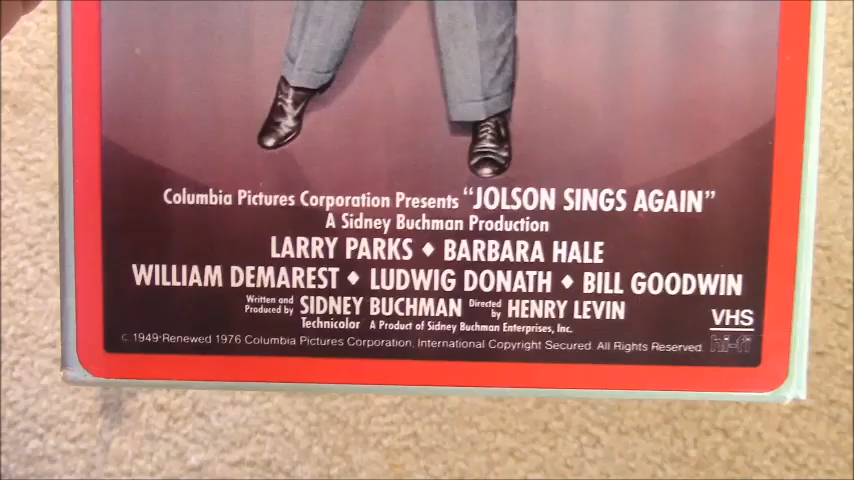 Columbia Pictures Corporation Presents "JOLSON SINGS AGAIN"
A Sidney Buchman Production
LARRY PARKS ◆ BARBARA HALE
WILLIAM DEMAREST ◆ LUDWIG DONATH ◆ BILL GOODWIN
Written and Produced by SIDNEY BUCHMAN Directed by HENRY LEVIN
Technicolor A Product of Sidney Buchman Enterprises, Inc.
© 1949·Renewed 1976 Columbia Pictures Corporation, International Copyright Secured. All Rights Reserved.
VHS
hi-fi